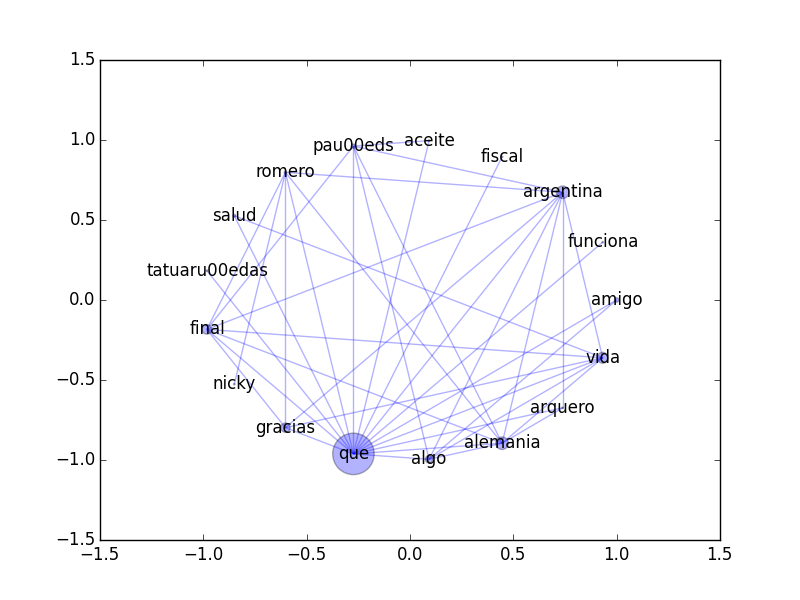 1.5
1.0
0.5
0.0
−0.5
−1.0
−1.5
−1.5
−1.0
−0.5
0.0
0.5
1.0
1.5
aceite
pau00eds
fiscal
romero
argentina
salud
funciona
tatuaru00edas
amigo
final
vida
nicky
arquero
gracias
alemania
que
algo